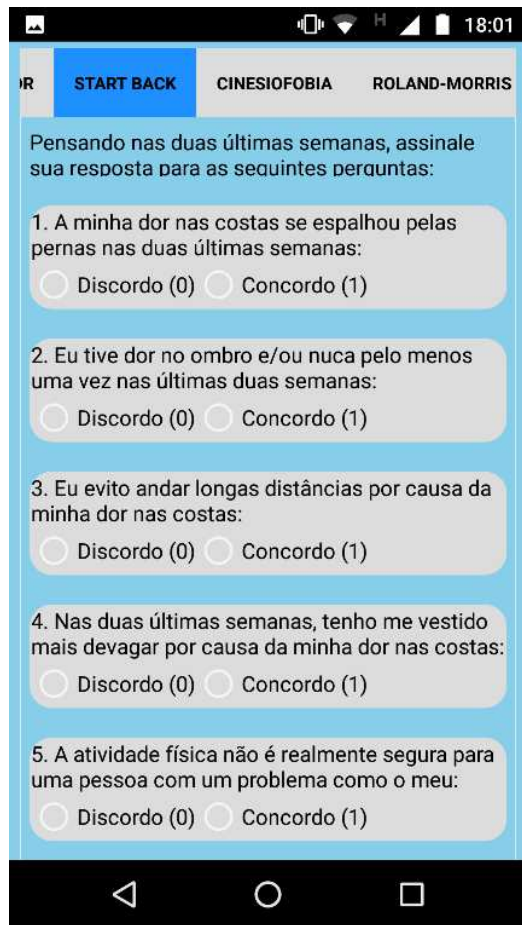 H 18:01
OR START BACK CINESIOFOBIA ROLAND-MORRIS
Pensando nas duas últimas semanas, assinale
sua resposta para as seguintes perguntas:
1. A minha dor nas costas se espalhou pelas
pernas nas duas últimas semanas:
Discordo (0) Concordo (1)
2. Eu tive dor no ombro e/ou nuca pelo menos
uma vez nas últimas duas semanas:
Discordo (0) Concordo (1)
3. Eu evito andar longas distâncias por causa da
minha dor nas costas:
Discordo (0) Concordo (1)
4. Nas duas últimas semanas, tenho me vestido
mais devagar por causa da minha dor nas costas:
Discordo (0) Concordo (1)
5. A atividade física não é realmente segura para
uma pessoa com um problema como o meu:
Discordo (0) Concordo (1)